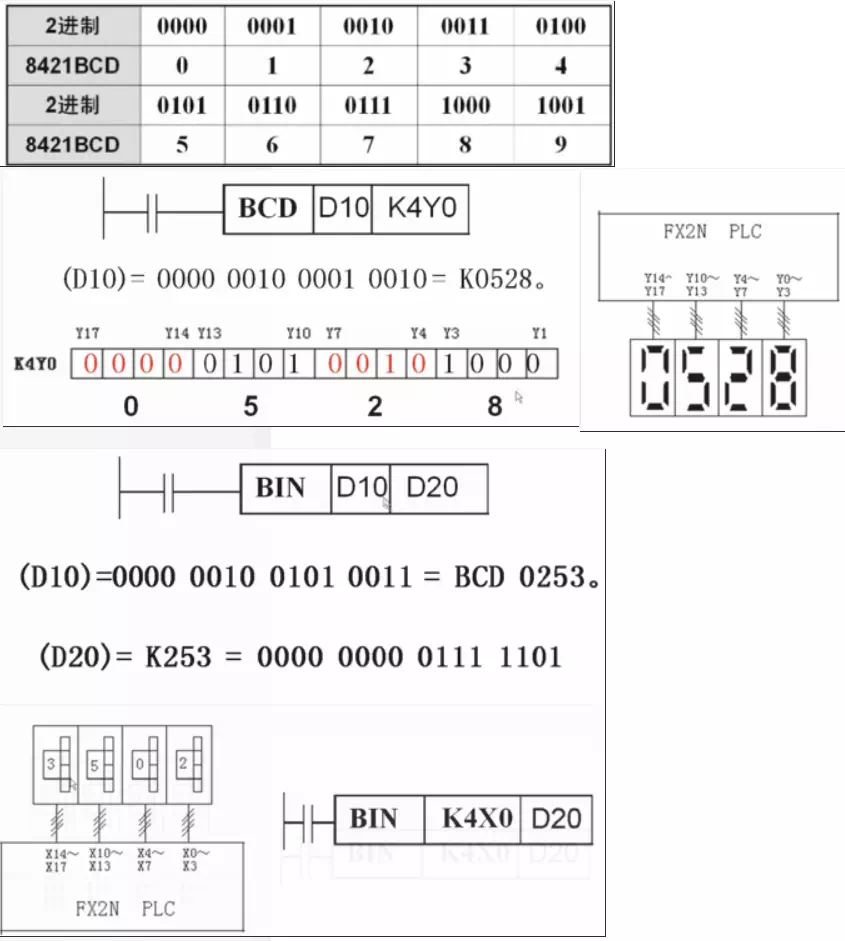 2进制 0000 0001 0010 0011 0100
8421BCD 0 1 2 3 4
2进制 0101 0110 0111 1000 1001
8421BCD 5 6 7 8 9
BCD D10 K4Y0
(D10)= 0000 0010 0001 0010= K0528。
Y17 Y14 Y13 Y10 Y7 Y4 Y3 Y1
K4Y0 0 0 0 0 0 1 0 1 0 0 1 0 1 0 0 0
0 5 2 8
FX2N PLC
Y14~ Y10~ Y4~ Y0~
Y17 Y13 Y7 Y3
0528
BIN D10 D20
(D10)=0000 0010 0101 0011 = BCD 0253。
(D20)= K253 = 0000 0000 0111 1101
3 5 0 2
X14~ X10~ X4~ X0~
X17 X13 X7 X3
FX2N PLC
BIN K4X0 D20
BIN K4X0 D20